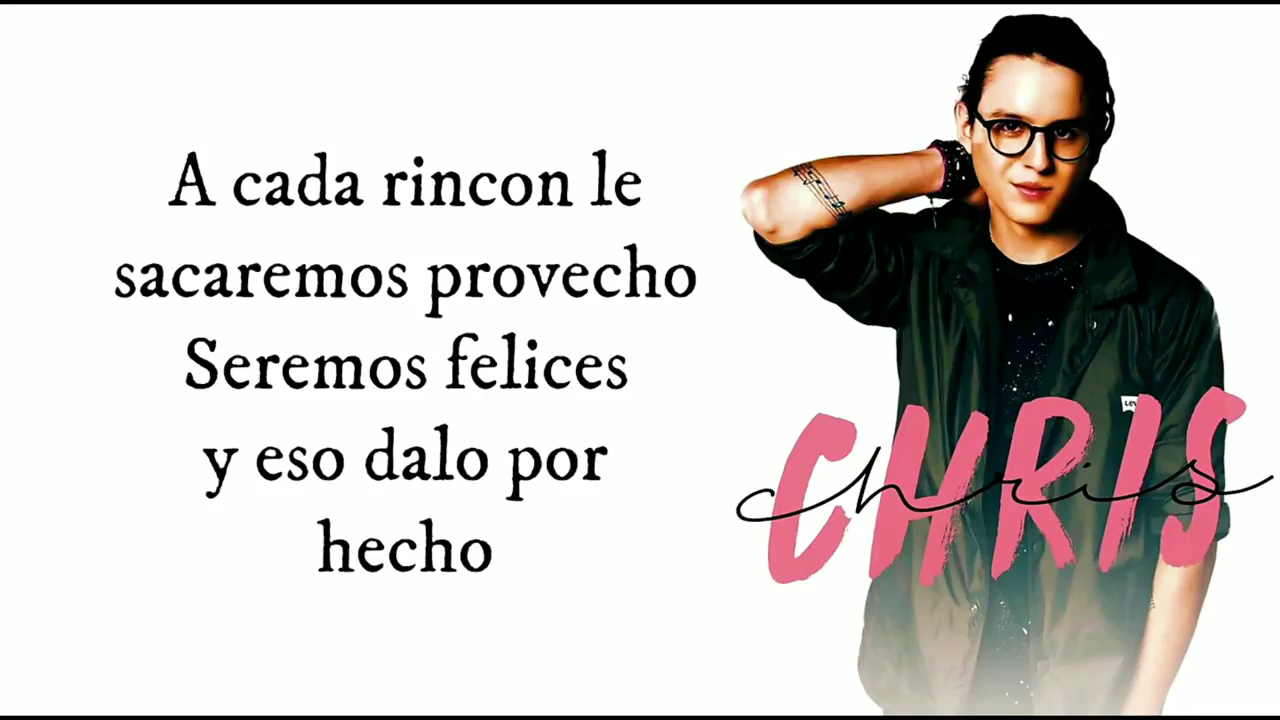 A cada rincon le
sacaremos provecho
Seremos felices
y eso dalo por
hecho
CHRIS
chris